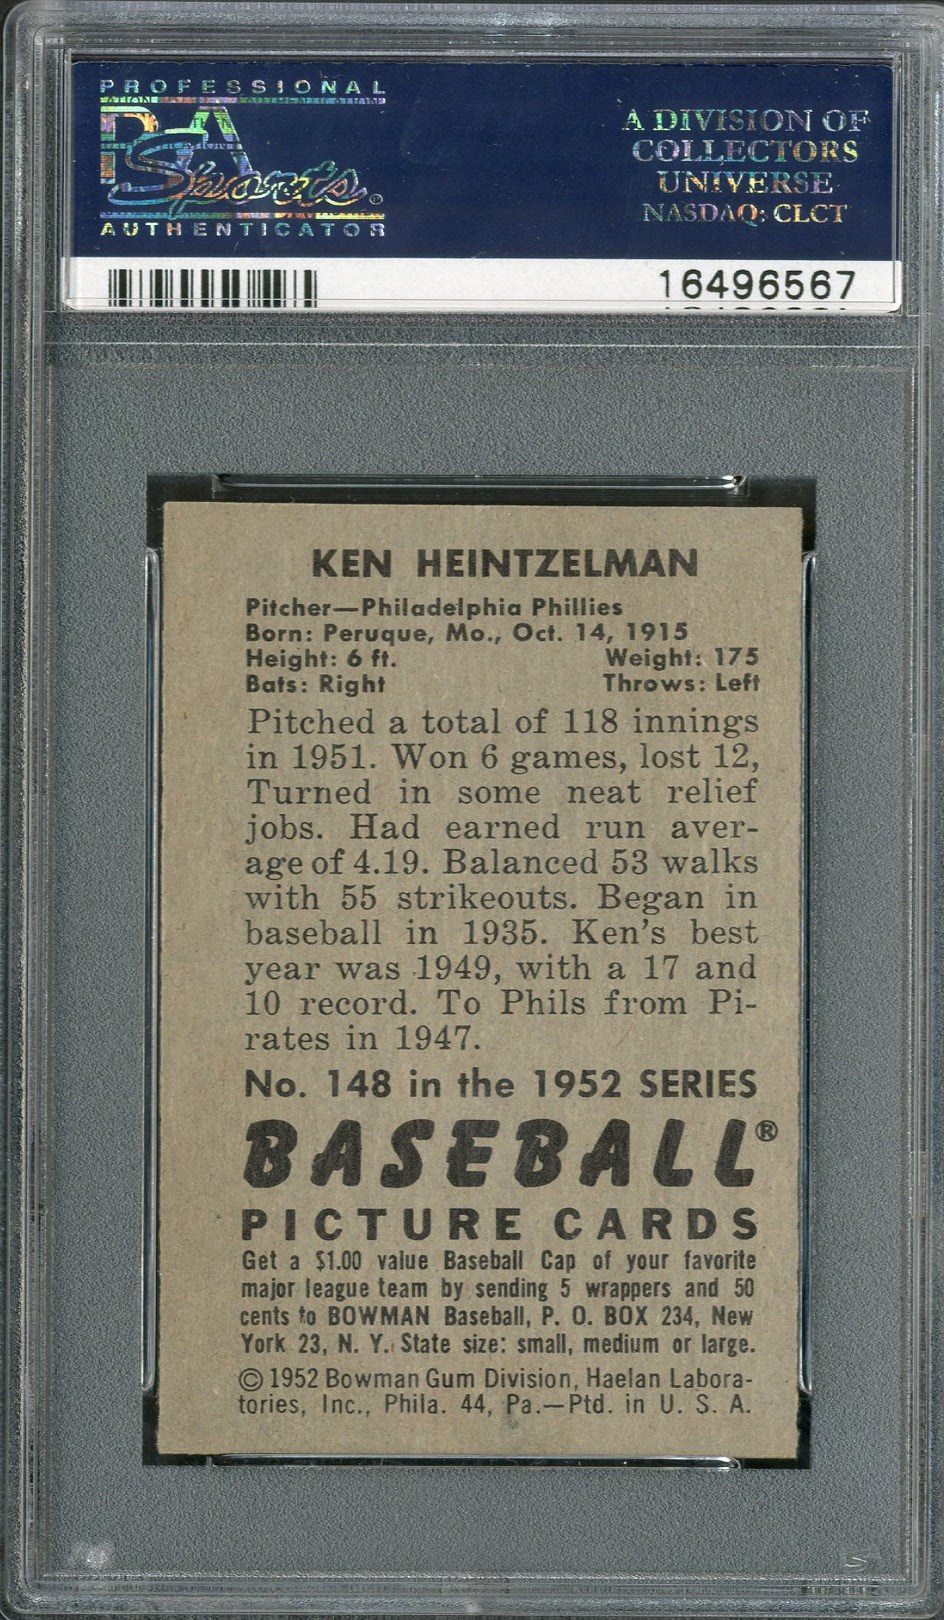 PROFESSIONAL
PSA
Sports®
AUTHENTICATOR
A DIVISION OF
COLLECTORS
UNIVERSE
NASDAQ: CLCT
16496567
KEN HEINTZELMAN
Pitcher—Philadelphia Phillies
Born: Peruque, Mo., Oct. 14, 1915
Height: 6 ft. Weight: 175
Bats: Right Throws: Left
Pitched a total of 118 innings
in 1951. Won 6 games, lost 12,
Turned in some neat relief
jobs. Had earned run aver-
age of 4.19. Balanced 53 walks
with 55 strikeouts. Began in
baseball in 1935. Ken's best
year was 1949, with a 17 and
10 record. To Phils from Pi-
rates in 1947.
No. 148 in the 1952 SERIES
BASEBALL®
PICTURE CARDS
Get a $1.00 value Baseball Cap of your favorite
major league team by sending 5 wrappers and 50
cents to BOWMAN Baseball, P. O. BOX 234, New
York 23, N. Y. State size: small, medium or large.
© 1952 Bowman Gum Division, Haelan Labora-
tories, Inc., Phila. 44, Pa.—Ptd. in U. S. A.